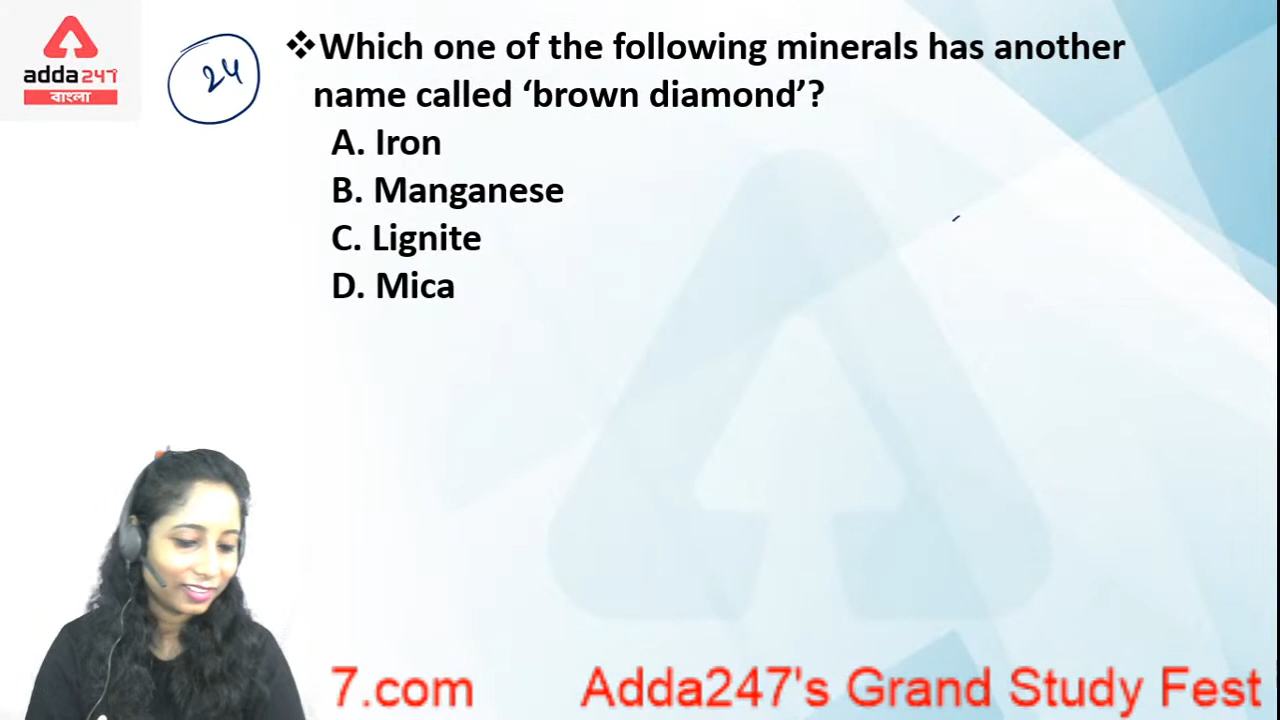 adda247
বাংলা
24
❖Which one of the following minerals has another
name called ‘brown diamond’?
A. Iron
B. Manganese
C. Lignite
D. Mica
7.com Adda247's Grand Study Fest